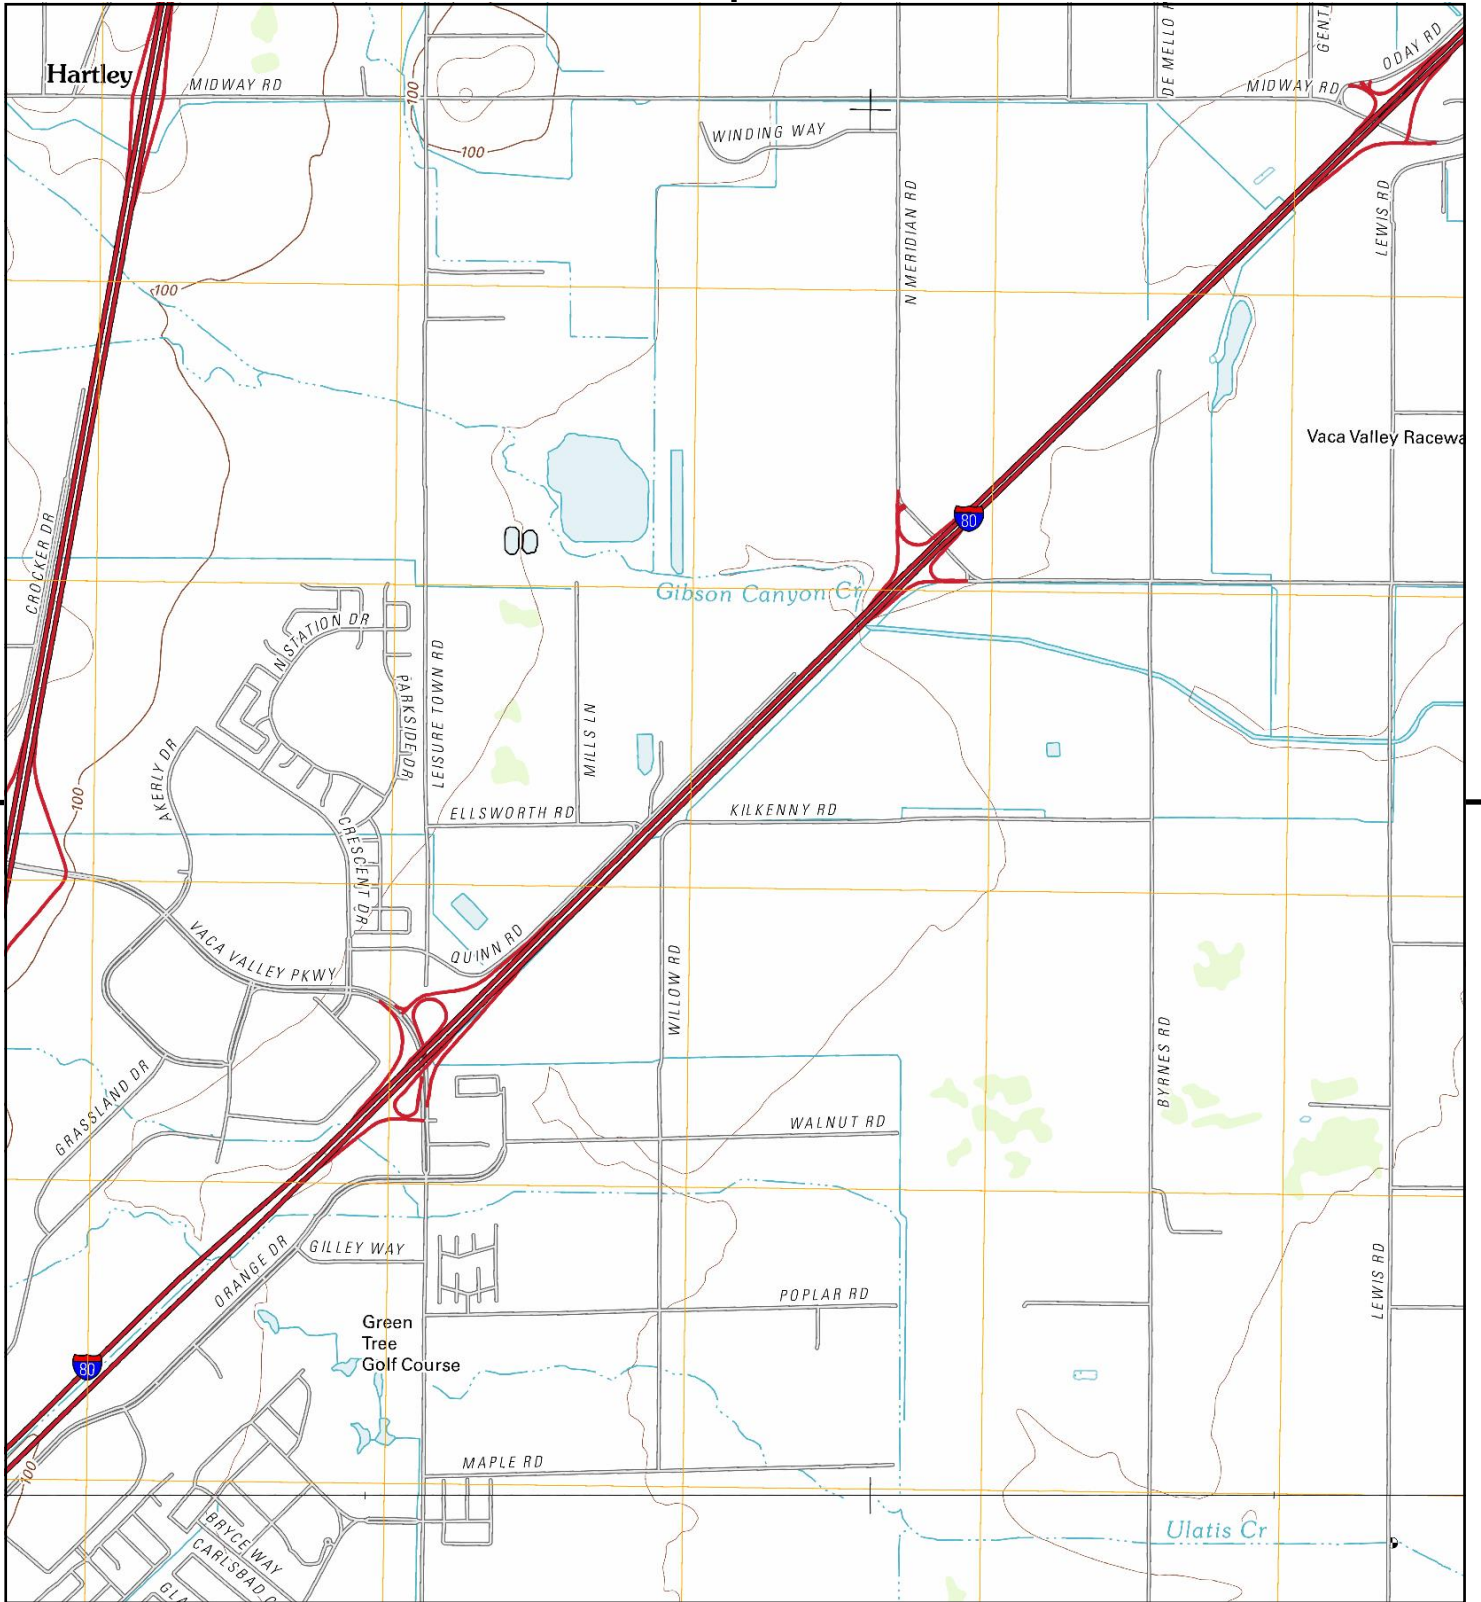 Hartley
MIDWAY RD
100
100
WINDING WAY
N MERIDIAN RD
DE MELLO
MIDWAY RD
ODAY RD
LEWIS RD
100
Vaca Valley Racewa
80
CROCKER DR
Gibson Canyon Cr
N STATION DR
PARKSIDE DR
LEISURE TOWN RD
MILLS LN
AKERLY DR
100
ELLSWORTH RD
KILKENNY RD
CRESCENT DR
VACA VALLEY PKWY
QUINN RD
WILLOW RD
BYRNES RD
GRASSLAND DR
WALNUT RD
ORANGE DR
GILLEY WAY
POPLAR RD
LEWIS RD
Green
Tree
Golf Course
80
MAPLE RD
100
BRYCE WAY
CARLSBAD
Ulatis Cr